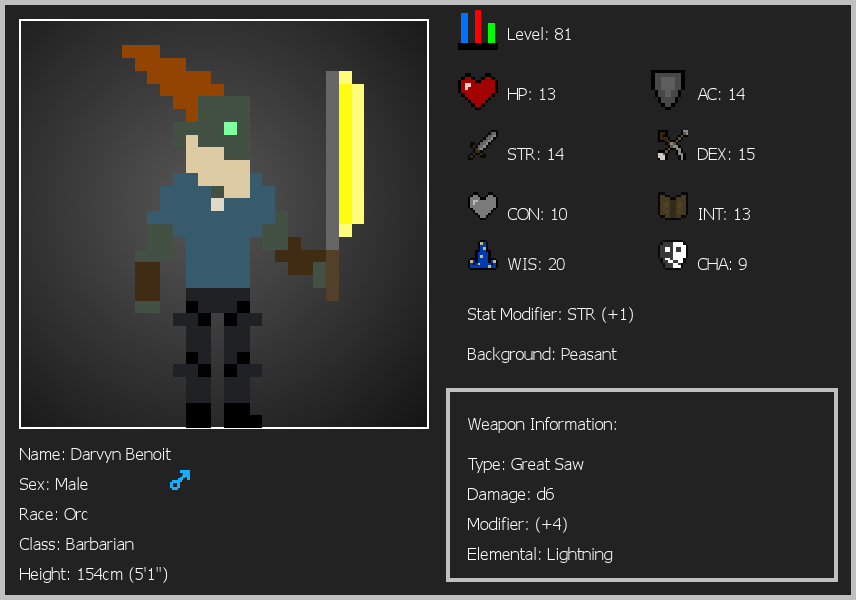 Level: 81
HP: 13
AC: 14
STR: 14
DEX: 15
CON: 10
INT: 13
WIS: 20
CHA: 9
Stat Modifier: STR (+1)
Background: Peasant
Weapon Information:
Type: Great Saw
Damage: d6
Modifier: (+4)
Elemental: Lightning
Name: Darvyn Benoit
Sex: Male
Race: Orc
Class: Barbarian
Height: 154cm (5'1")